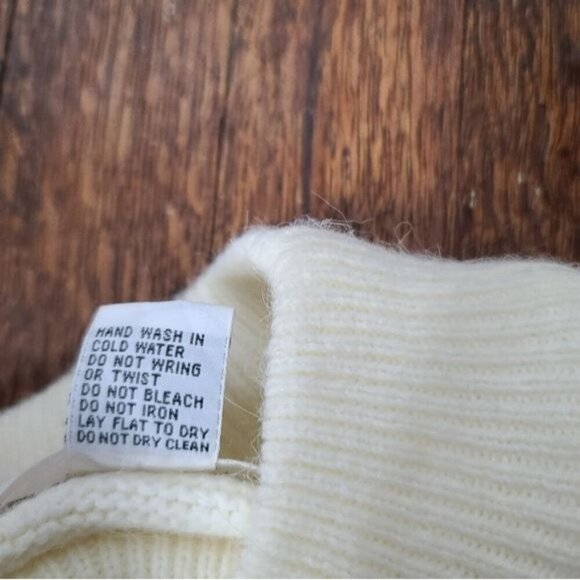 HAND WASH IN
COLD WATER
DO NOT WRING
OR TWIST
DO NOT BLEACH
DO NOT IRON
LAY FLAT TO DRY
DO NOT DRY CLEAN